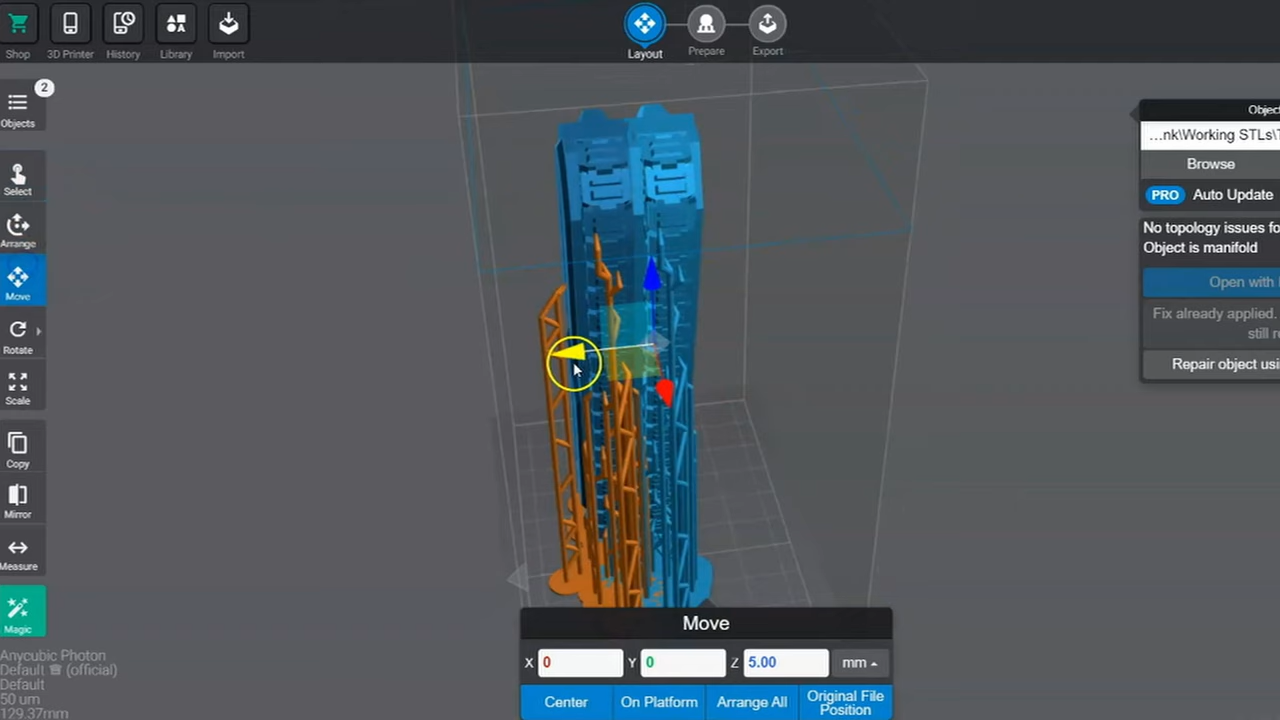 Shop
3D Printer
History
Library
Import
Layout
Prepare
Export
Objects
2
Select
Arrange
Move
Rotate
Scale
Copy
Mirror
Measure
Magic
Anycubic Photon
Default (official)
Default
50 um
129.37mm
Object
...nk\Working STLs\T
Browse
PRO Auto Update
No topology issues fo
Object is manifold
Open with
Fix already applied.
still r
Repair object usi
Move
X 0 Y 0 Z 5.00 mm
Center
On Platform
Arrange All
Original File
Position